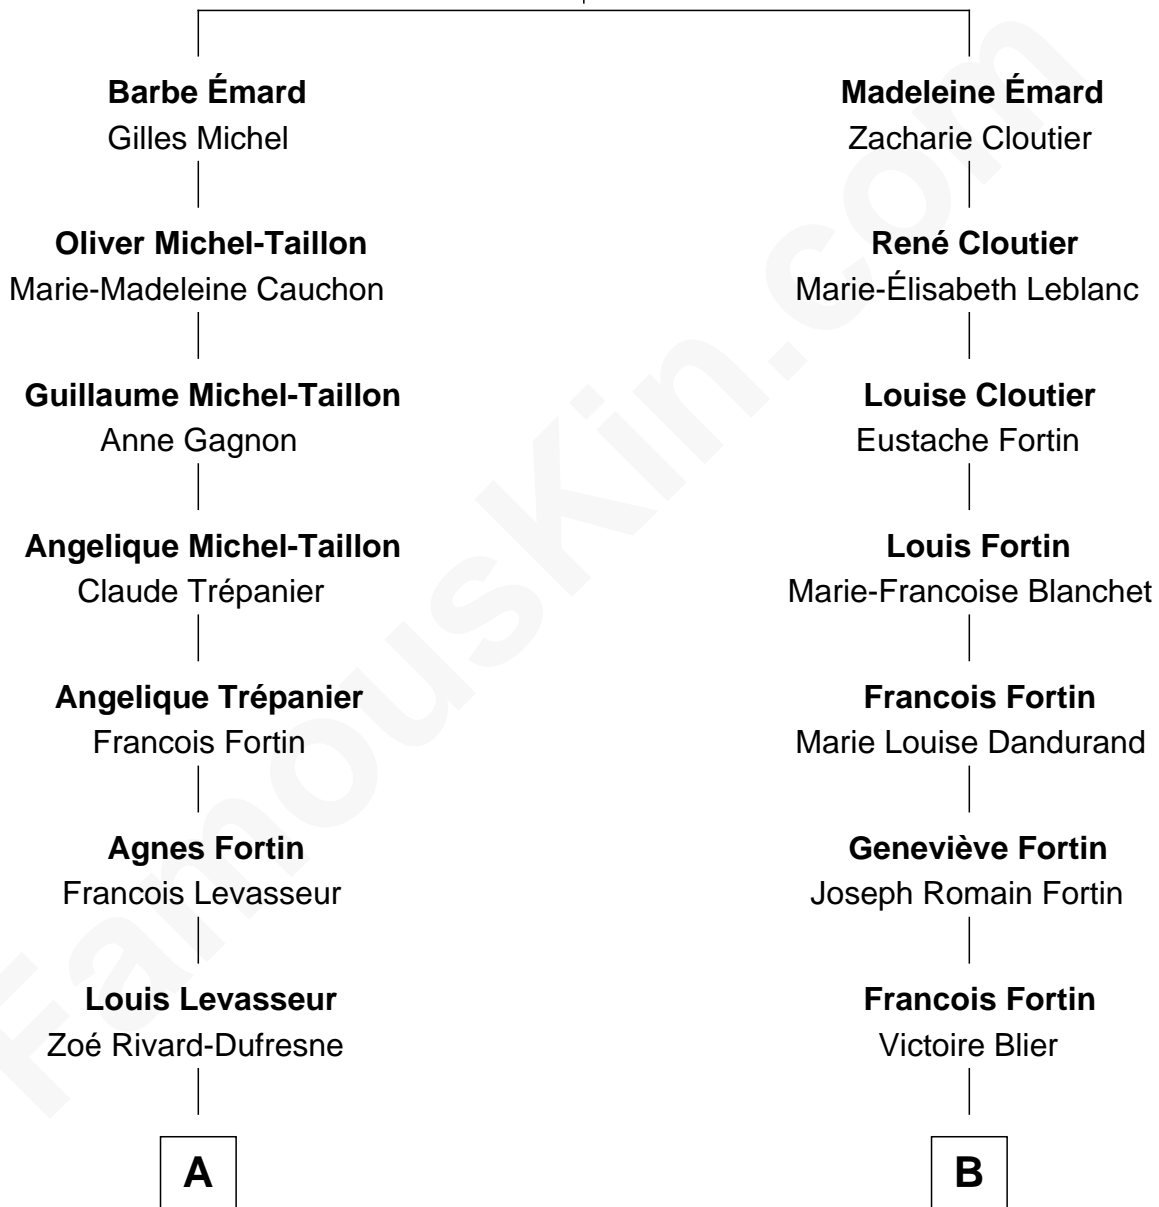 Barbe Émard
Gilles Michel
Oliver Michel-Taillon
Marie-Madeleine Cauchon
Guillaume Michel-Taillon
Anne Gagnon
Angelique Michel-Taillon
Claude Trépanier
Angelique Trépanier
Francois Fortin
Agnes Fortin
Francois Levasseur
Louis Levasseur
Zoé Rivard-Dufresne
A
Madeleine Émard
Zacharie Cloutier
René Cloutier
Marie-Élisabeth Leblanc
Louise Cloutier
Eustache Fortin
Louis Fortin
Marie-Francoise Blanchet
Francois Fortin
Marie Louise Dandurand
Geneviève Fortin
Joseph Romain Fortin
Francois Fortin
Victoire Blier
B
FamousKin.com